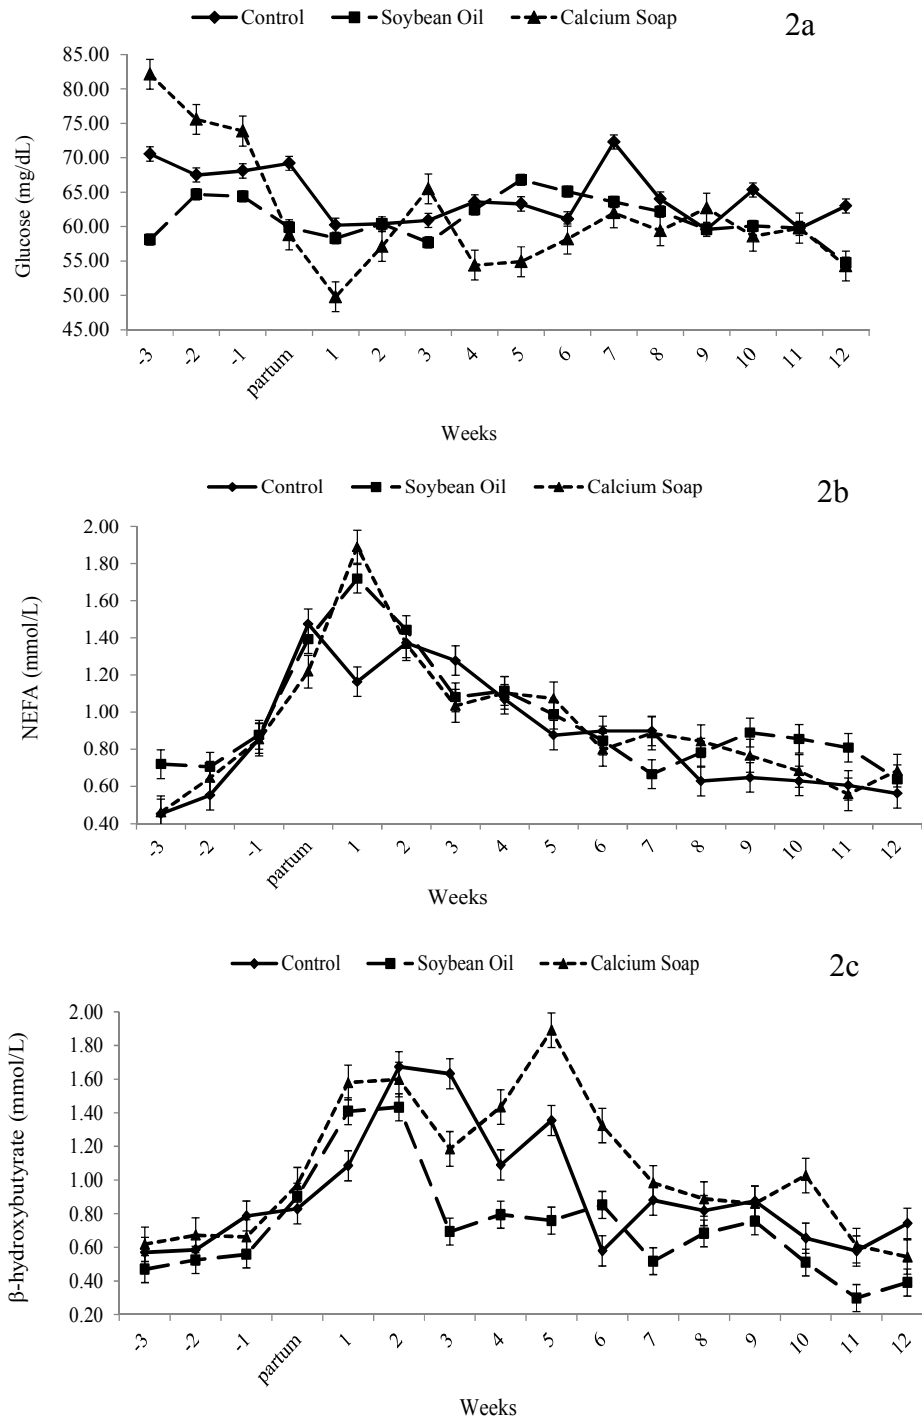 Control Soybean Oil Calcium Soap 2a
85.00
80.00
75.00
70.00
65.00
60.00
55.00
50.00
45.00
Glucose (mg/dL)
-3 -2 -1 partum 1 2 3 4 5 6 7 8 9 10 11 12
Weeks
Control Soybean Oil Calcium Soap 2b
2.00
1.80
1.60
1.40
1.20
1.00
0.80
0.60
0.40
NEFA (mmol/L)
-3 -2 -1 partum 1 2 3 4 5 6 7 8 9 10 11 12
Weeks
Control Soybean Oil Calcium Soap 2c
2.00
1.80
1.60
1.40
1.20
1.00
0.80
0.60
0.40
0.20
β-hydroxybutyrate (mmol/L)
-3 -2 -1 partum 1 2 3 4 5 6 7 8 9 10 11 12
Weeks